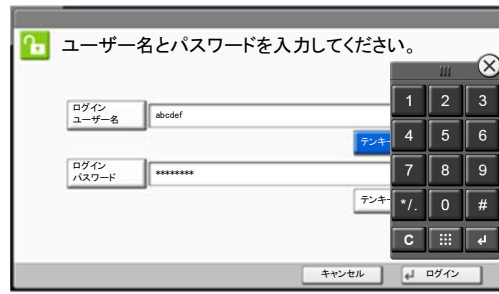 ユーザー名とパスワードを入力してください。
ログイン
ユーザー名
abcdef
テンキー
ログイン
パスワード
********
テンキー
1 2 3
4 5 6
7 8 9
*/. 0 #
C
キャンセル
ログイン